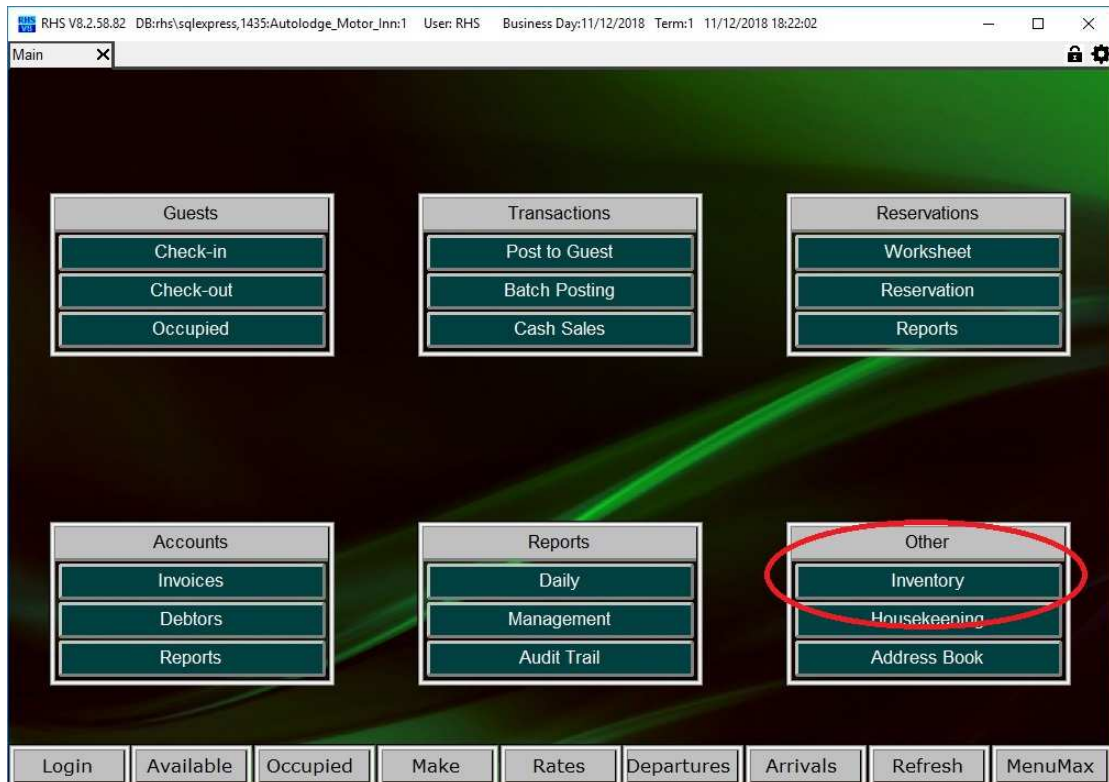 RHS V8.2.58.82 DB:rhs\sqlexpress,1435:Autolodge_Motor_Inn:1 User: RHS Business Day:11/12/2018 Term:1 11/12/2018 18:22:02
Main
Guests
Check-in
Check-out
Occupied
Transactions
Post to Guest
Batch Posting
Cash Sales
Reservations
Worksheet
Reservation
Reports
Accounts
Invoices
Debtors
Reports
Reports
Daily
Management
Audit Trail
Other
Inventory
Housekeeping
Address Book
Login Available Occupied Make Rates Departures Arrivals Refresh MenuMax